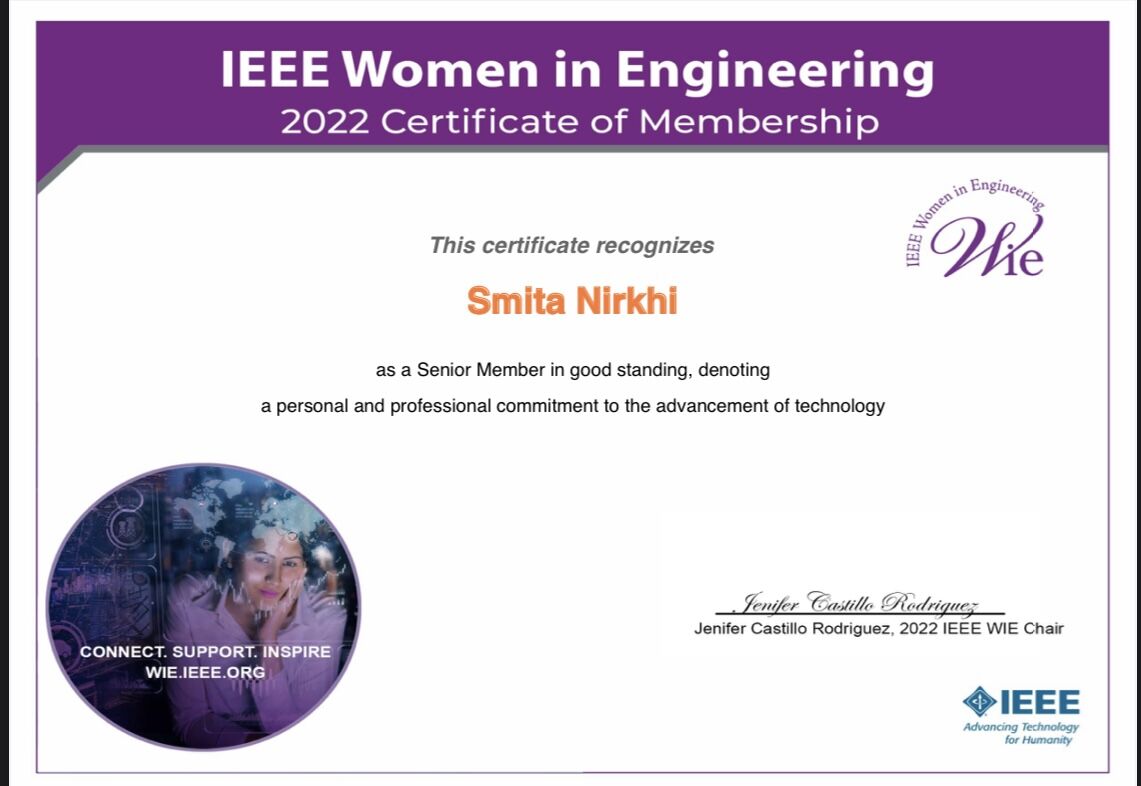 IEEE Women in Engineering
2022 Certificate of Membership
IEEE Women in Engineering
Wie
This certificate recognizes
Smita Nirkhi
as a Senior Member in good standing, denoting
a personal and professional commitment to the advancement of technology
CONNECT. SUPPORT. INSPIRE
WIE.IEEE.ORG
Jenifer Castillo Rodriguez
Jenifer Castillo Rodriguez, 2022 IEEE WIE Chair
IEEE
Advancing Technology
for Humanity